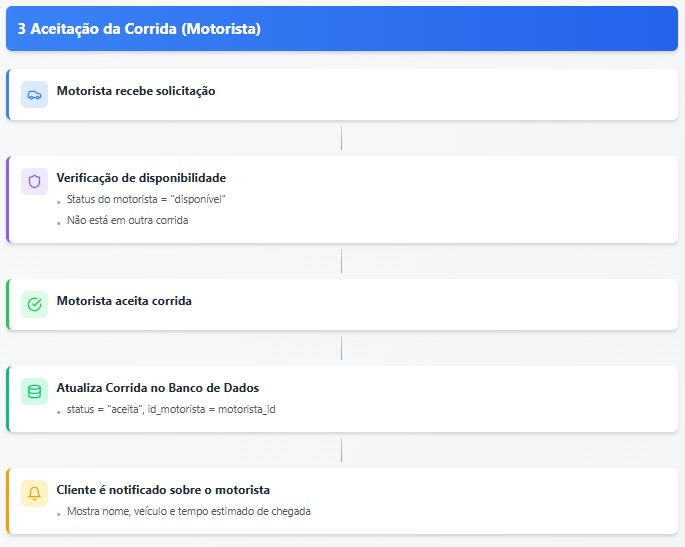 3 Aceitação da Corrida (Motorista)
Motorista recebe solicitação
Verificação de disponibilidade
• Status do motorista = "disponível"
• Não está em outra corrida
Motorista aceita corrida
Atualiza Corrida no Banco de Dados
• status = "aceita", id_motorista = motorista_id
Cliente é notificado sobre o motorista
• Mostra nome, veículo e tempo estimado de chegada